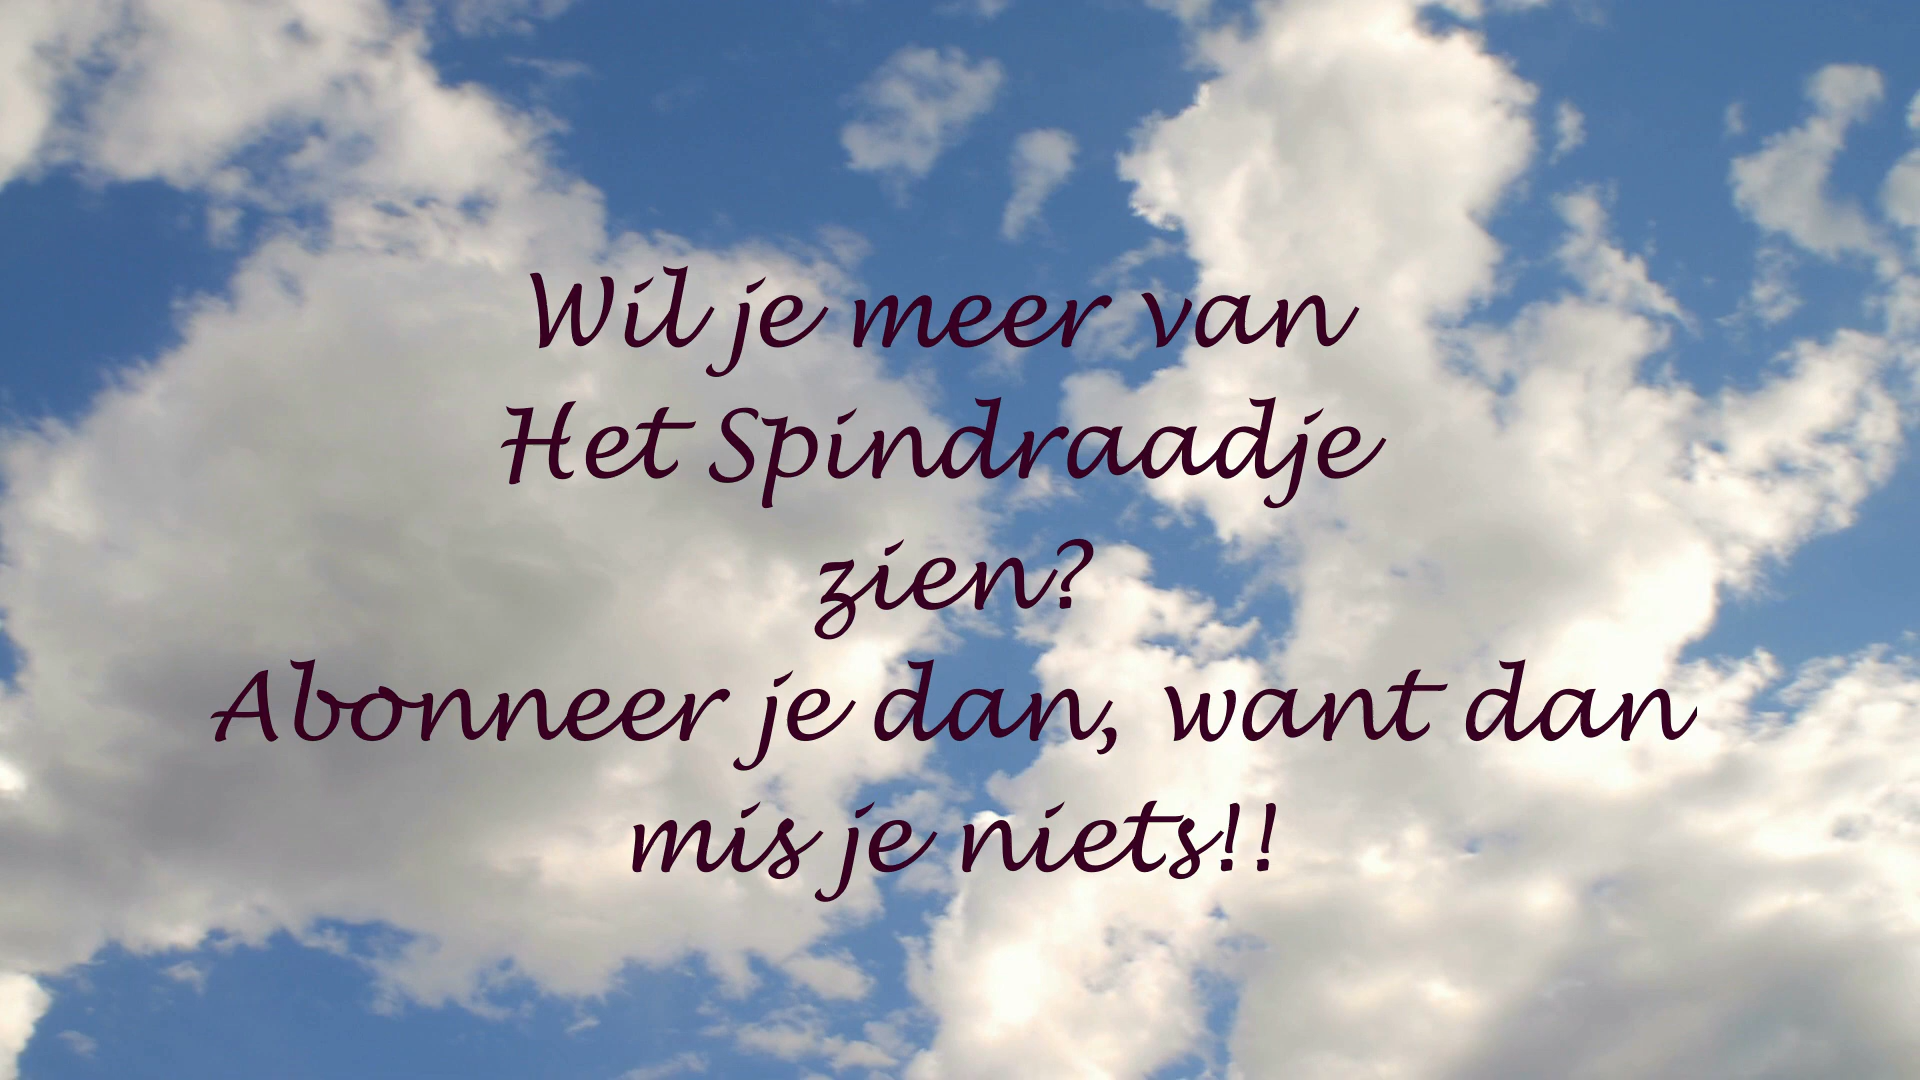 Wil je meer van
Het Spindraadje
zien?
Abonneer je dan, want dan
mis je niets!!